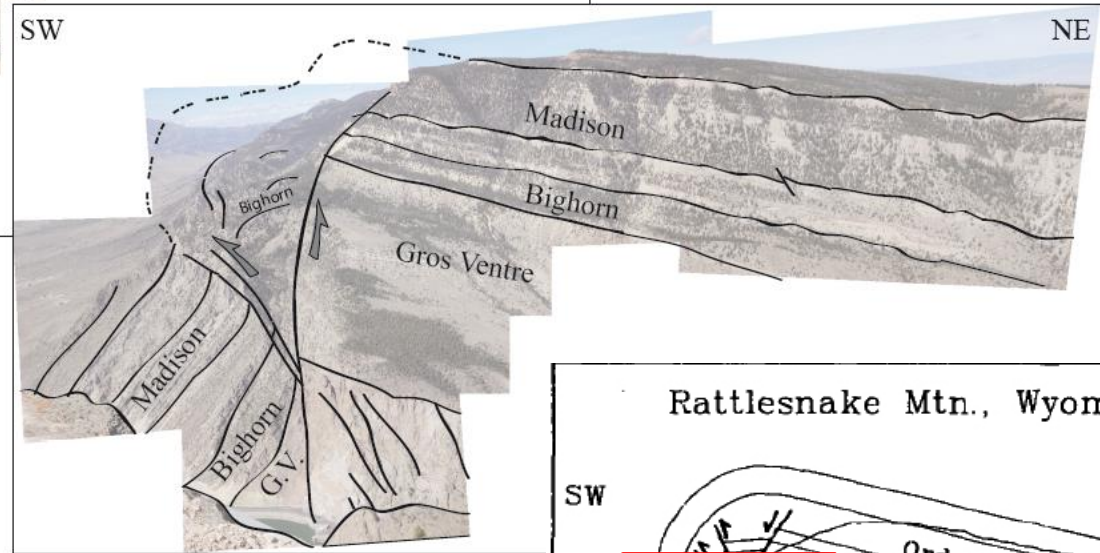 SW
NE
Madison
Bighorn
Bighorn
Gros Ventre
Madison
Bighorn
G.V.
Rattlesnake Mtn., Wyom
SW